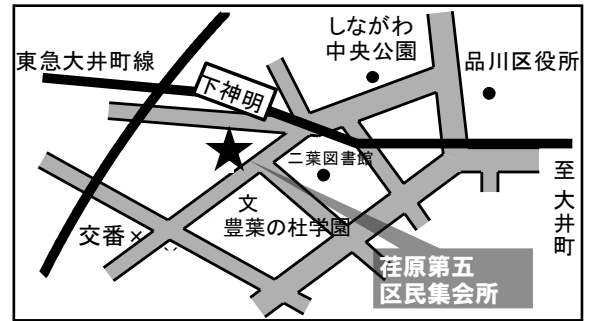 しながわ
中央公園
東急大井町線
品川区役所
下神明
二葉図書館
至大井町
文
豊葉の杜学園
交番×
荏原第五
区民集会所